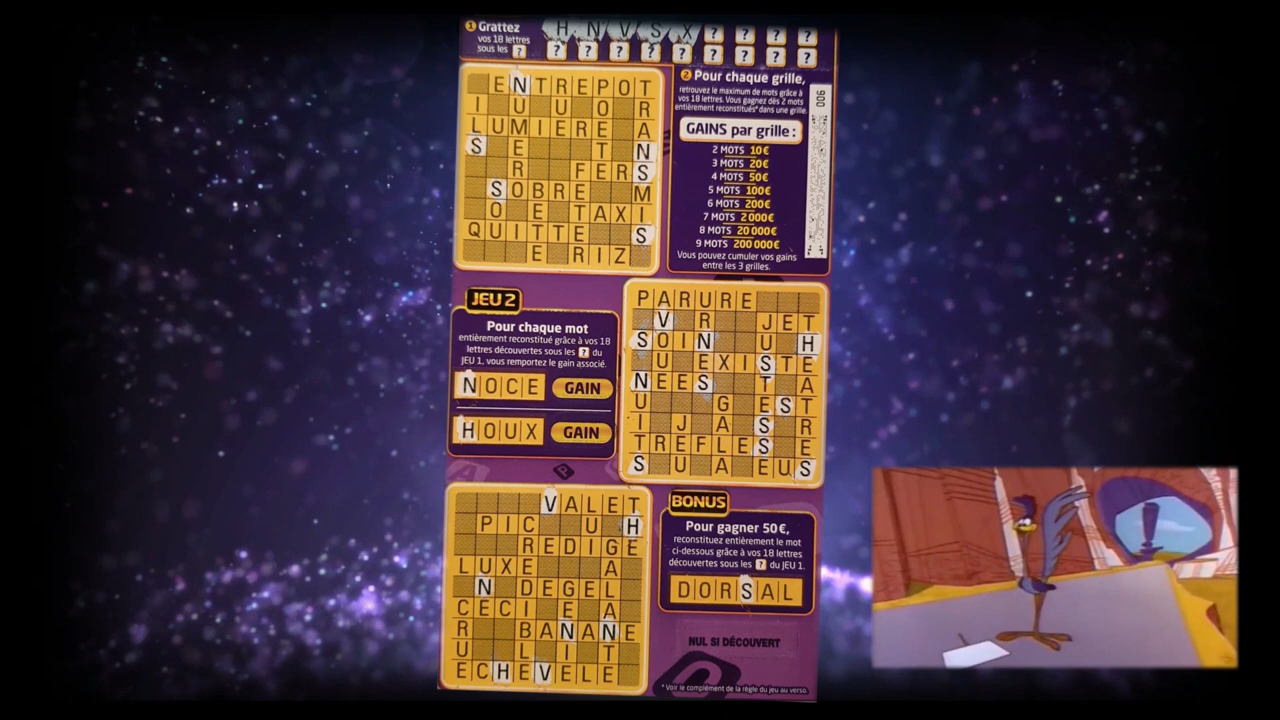 1 Grattez
vos 18 lettres
sous les ?
H N V S X ? ? ? ?
? ? ? ? ? ? ? ? ?
ENTREPOT
I U U O R
LUMIERE E A
S E T N
R FERS
SOBRE M
O E TAXI
QUITTE S
E RIZ
2 Pour chaque grille,
retrouvez le maximum de mots grâce à
vos 18 lettres. Vous gagnez dès 2 mots
entièrement reconstitués* dans une grille.
GAINS par grille :
2 MOTS 10€
3 MOTS 20€
4 MOTS 50€
5 MOTS 100€
6 MOTS 200€
7 MOTS 2 000€
8 MOTS 20 000€
9 MOTS 200 000€
Vous pouvez cumuler vos gains
entre les 3 grilles.
006
JEU 2
Pour chaque mot
entièrement reconstitué grâce à vos 18
lettres découvertes sous les ? du
JEU 1, vous remportez le gain associé.
NOCE GAIN
HOUX GAIN
PARURE
V R JET
SOIN U H
U EXISTE
NEES T A
U G EST
I J A S R
TREFLES E
S U A EUS
VALET
PIC U H
REDIGE
LUXE A
N DEGEL
CECI E A
R BANANE
U L I T
ECHEVELE
BONUS
Pour gagner 50€,
reconstituez entièrement le mot
ci-dessous grâce à vos 18 lettres
découvertes sous les ? du JEU 1.
DORSAL
NUL SI DÉCOUVERT
* Voir le complément de la règle du jeu au verso.